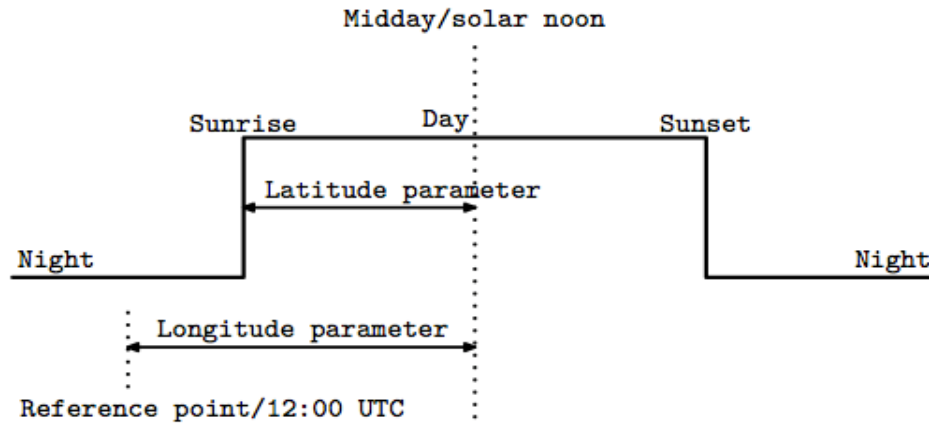 Midday/solar noon
Sunrise
Day
Sunset
Latitude parameter
Night
Night
Longitude parameter
Reference point/12:00 UTC